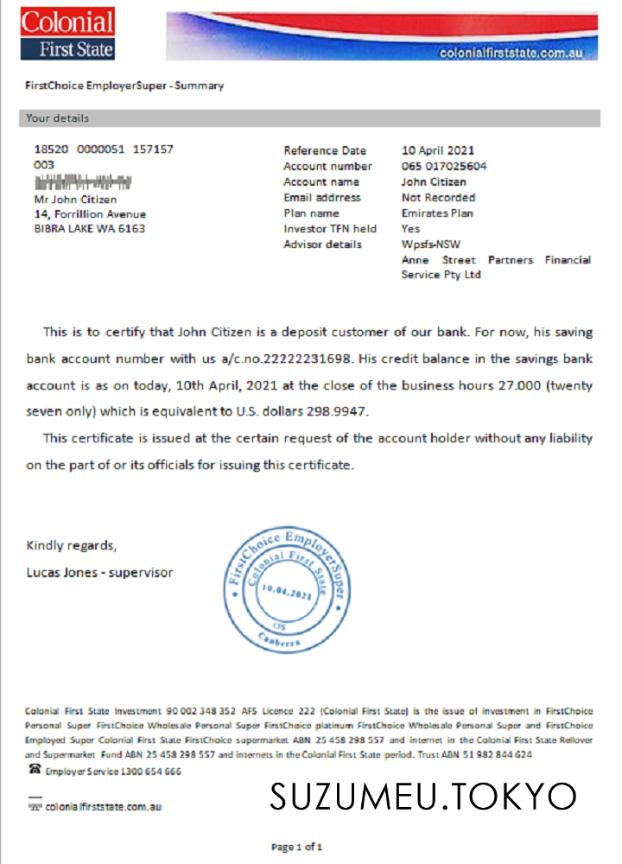 Colonial
First State
colonialfirststate.com.au
FirstChoice EmployerSuper - Summary
Your details
18520 0000051 157157
003
Mr John Citizen
14, Forrillion Avenue
BIBRA LAKE WA 6163
Reference Date 10 April 2021
Account number 065 017025604
Account name John Citizen
Email addrress Not Recorded
Plan name Emirates Plan
Investor TFN held Yes
Advisor details Wpsfs-NSW
Anne Street Partners Financial
Service Pty Ltd
This is to certify that John Citizen is a deposit customer of our bank. For now, his saving
bank account number with us a/c.no.22222231698. His credit balance in the savings bank
account is as on today, 10th April, 2021 at the close of the business hours 27.000 (twenty
seven only) which is equivalent to U.S. dollars 298.9947.
This certificate is issued at the certain request of the account holder without any liability
on the part of or its officials for issuing this certificate.
Kindly regards,
Lucas Jones - supervisor
FirstChoice EmployerSuper
Colonial First State
10.04.2021
CFS
Canberra
Colonial First State Investment 90 002 348 352 AFS Licence 222 (Colonial First State) is the issue of investment in FirstChoice
Personal Super FirstChoice Wholesale Personal Super FirstChoice platinum FirstChoice Wholesale Personal Super and FirstChoice
Employed Super Colonial First State FirstChoice supermarket ABN 25 458 298 557 and internet in the Colonial First State Rollover
and Supermarket Fund ABN 25 458 298 557 and internets in the Colonial First State period. Trust ABN 51 982 844 624
Employer Service 1300 654 666
colonialfirststate.com.au
SUZUMEU.TOKYO
Page 1 of 1